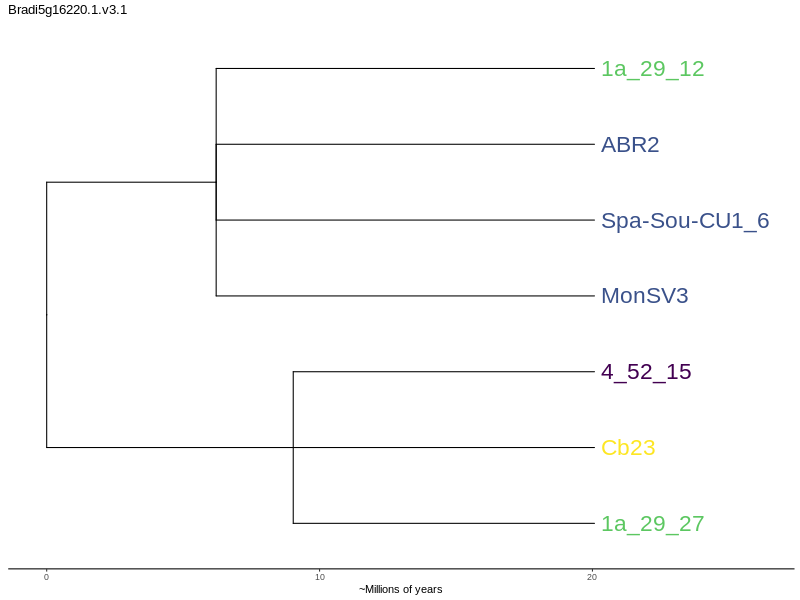 Bradi5g16220.1.v3.1
1a_29_12
ABR2
Spa-Sou-CU1_6
MonSV3
4_52_15
Cb23
1a_29_27
0 10 20
~Millions of years